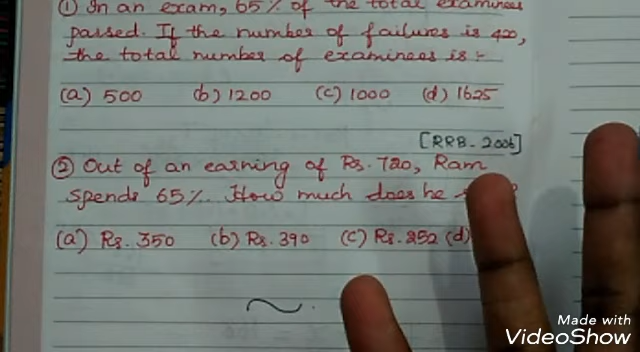 ① In an exam, 65% of the total examinees
passed. If the number of failures is 420,
the total number of examinees is :-
(a) 500 (b) 1200 (c) 1000 (d) 1625
[RRB-2006]
② Out of an earning of Rs. 720, Ram
spends 65%. How much does he
(a) Rs. 350 (b) Rs. 390 (c) Rs. 252 (d)
Made with
VideoShow